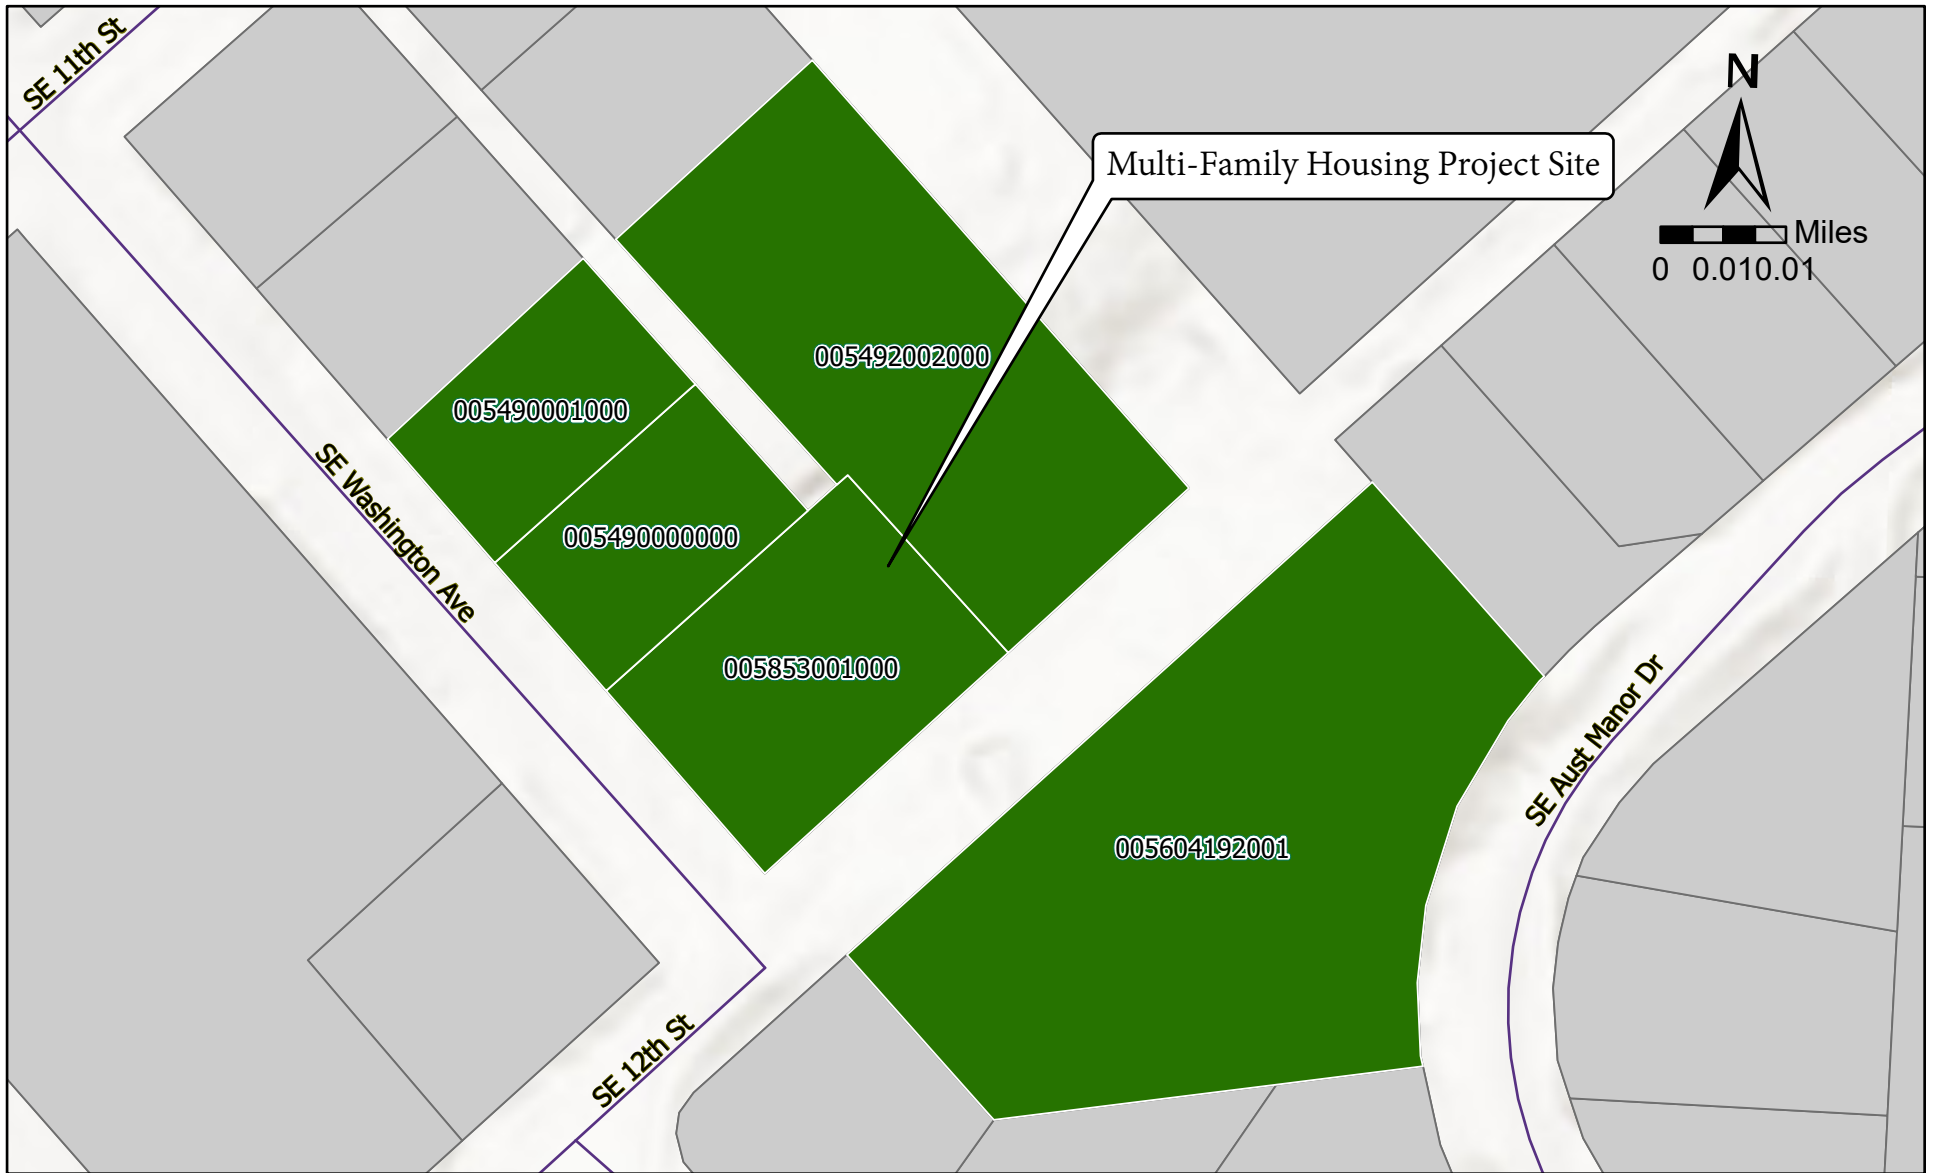 SE 11th St
N
Multi-Family Housing Project Site
Miles
0 0.010.01
005492002000
005490001000
SE Washington Ave
005490000000
005853001000
SE Aust Manor Dr
005604192001
SE 12th St